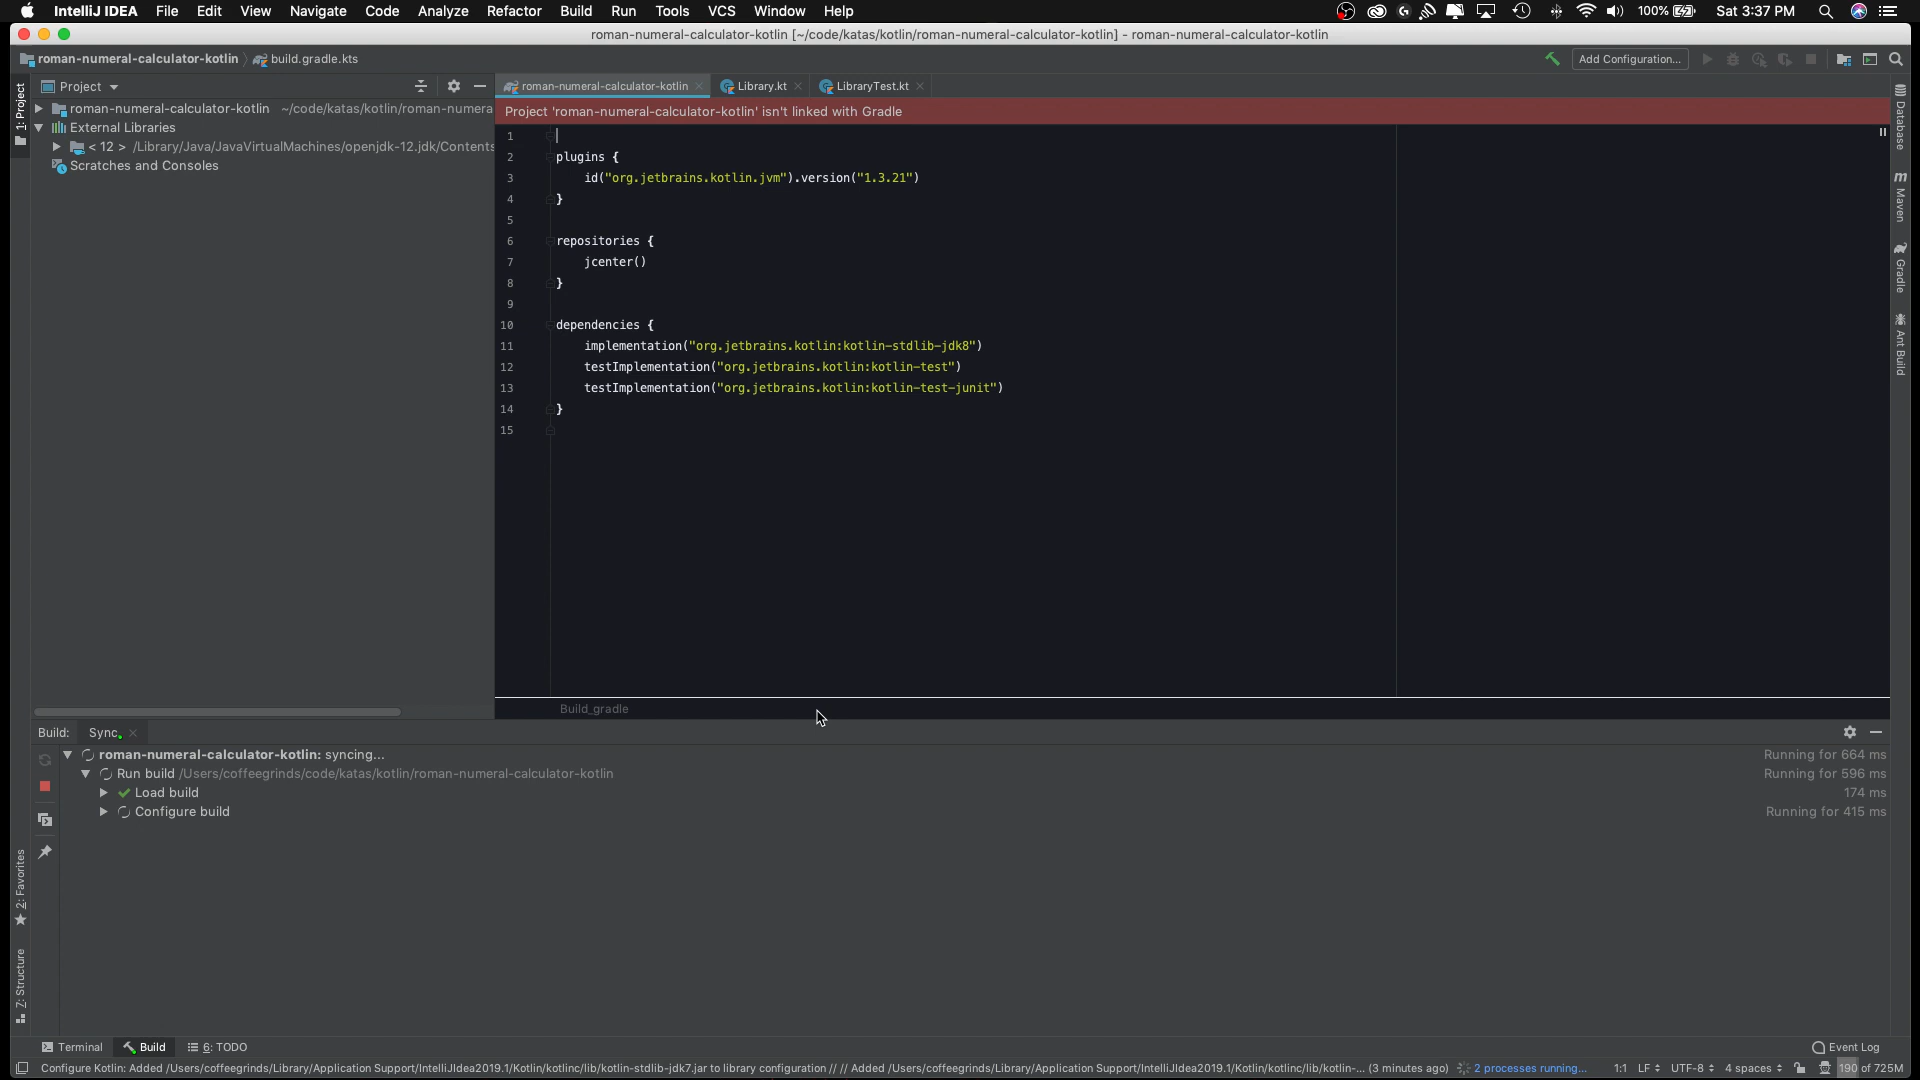 IntelliJ IDEA File Edit View Navigate Code Analyze Refactor Build Run Tools VCS Window Help 100% Sat 3:37 PM
roman-numeral-calculator-kotlin [~/code/katas/kotlin/roman-numeral-calculator-kotlin] - roman-numeral-calculator-kotlin
roman-numeral-calculator-kotlin build.gradle.kts Add Configuration...
1: Project
Project
roman-numeral-calculator-kotlin ~/code/katas/kotlin/roman-numera
External Libraries
< 12 > /Library/Java/JavaVirtualMachines/openjdk-12.jdk/Contents
Scratches and Consoles
roman-numeral-calculator-kotlin Library.kt LibraryTest.kt
Project 'roman-numeral-calculator-kotlin' isn't linked with Gradle
1
2 plugins {
3 id("org.jetbrains.kotlin.jvm").version("1.3.21")
4 }
5
6 repositories {
7 jcenter()
8 }
9
10 dependencies {
11 implementation("org.jetbrains.kotlin:kotlin-stdlib-jdk8")
12 testImplementation("org.jetbrains.kotlin:kotlin-test")
13 testImplementation("org.jetbrains.kotlin:kotlin-test-junit")
14 }
15
Build_gradle
Database
m Maven
Gradle
Ant Build
Build: Sync
roman-numeral-calculator-kotlin: syncing... Running for 664 ms
Run build /Users/coffeegrinds/code/katas/kotlin/roman-numeral-calculator-kotlin Running for 596 ms
Load build 174 ms
Configure build Running for 415 ms
2: Favorites
7: Structure
Terminal Build 6: TODO Event Log
Configure Kotlin: Added /Users/coffeegrinds/Library/Application Support/IntelliJIdea2019.1/Kotlin/kotlinc/lib/kotlin-stdlib-jdk7.jar to library configuration // // Added /Users/coffeegrinds/Library/Application Support/IntelliJIdea2019.1/Kotlin/kotlinc/lib/kotlin-... (3 minutes ago) 2 processes running... 1:1 LF UTF-8 4 spaces 190 of 725M